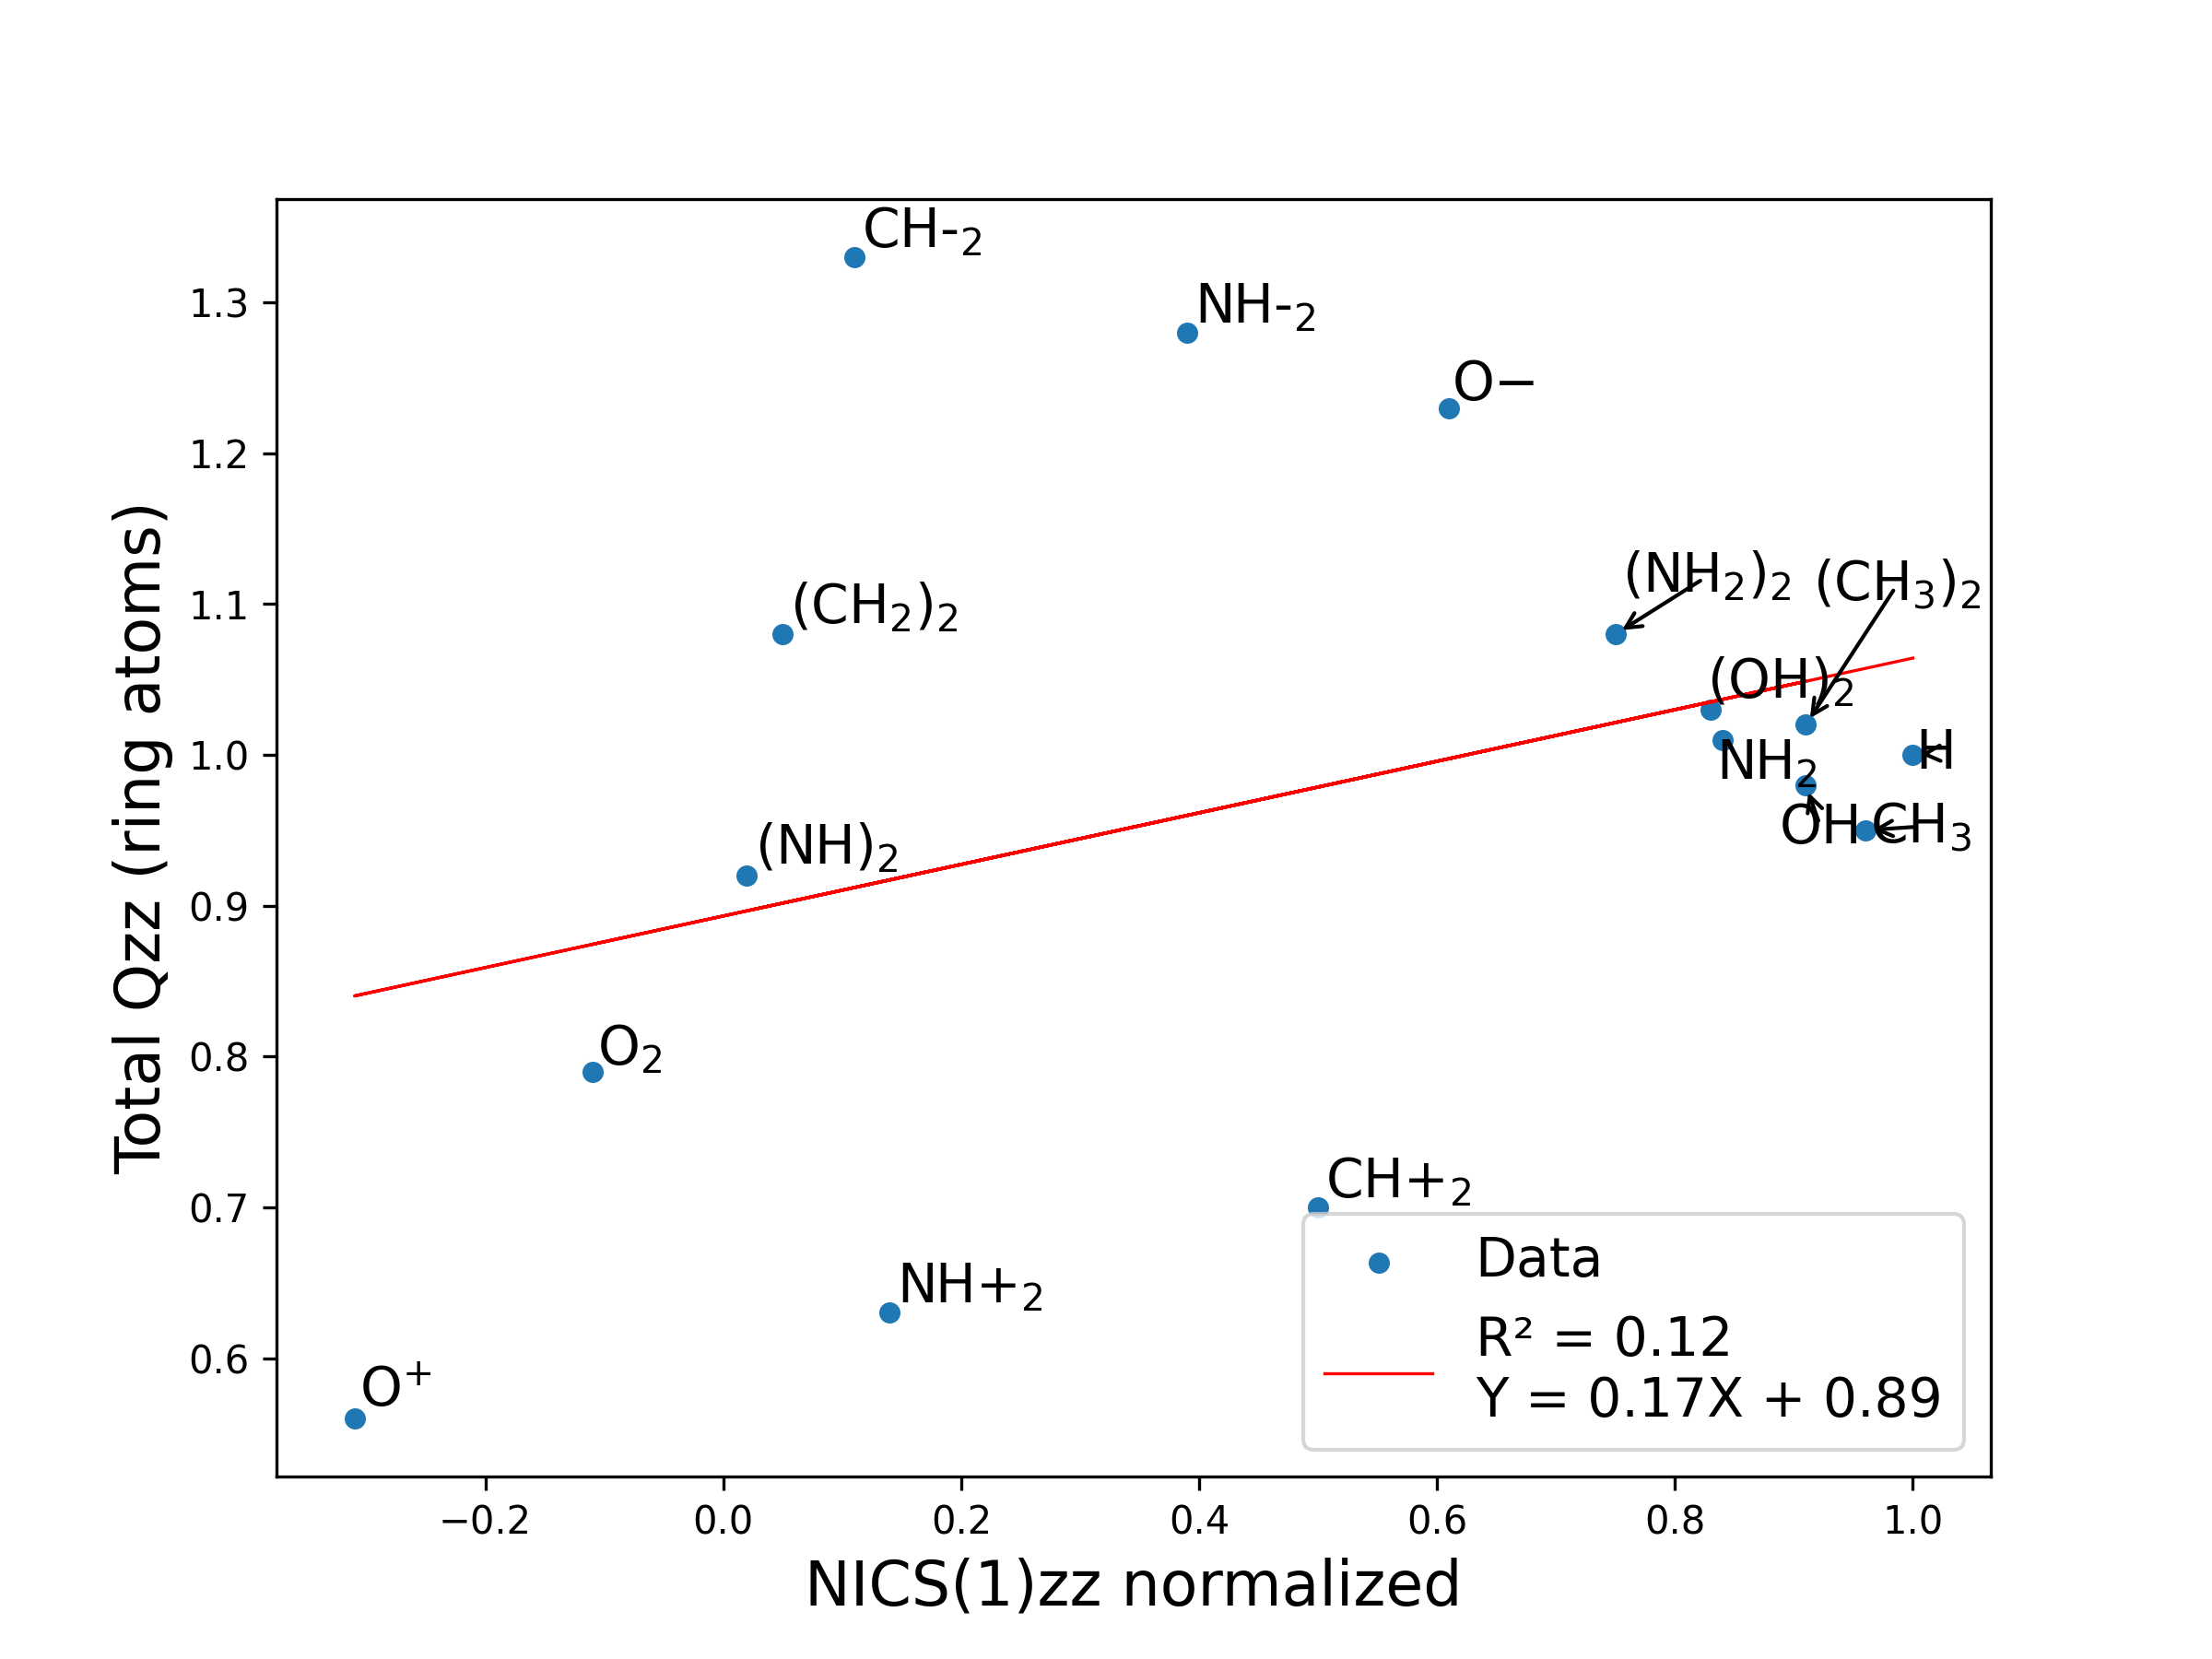 CH-₂
NH-₂
O−
(NH₂)₂
(CH₃)₂
(CH₂)₂
(OH)₂
H
NH₂
OH
CH₃
(NH)₂
O₂
CH+₂
NH+₂
O⁺
Data
R² = 0.12
Y = 0.17X + 0.89
1.3
1.2
1.1
1.0
0.9
0.8
0.7
0.6
Total Qzz (ring atoms)
−0.2 0.0 0.2 0.4 0.6 0.8 1.0
NICS(1)zz normalized